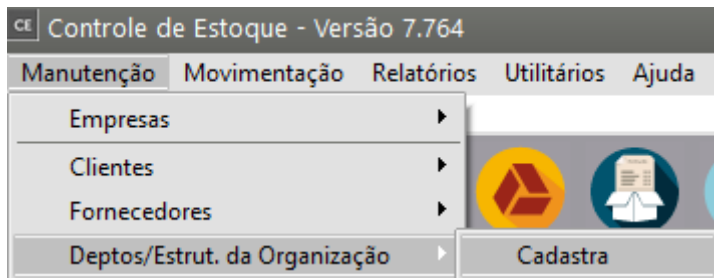 CE Controle de Estoque - Versão 7.764
Manutenção Movimentação Relatórios Utilitários Ajuda
Empresas
Clientes
Fornecedores
Deptos/Estrut. da Organização Cadastra